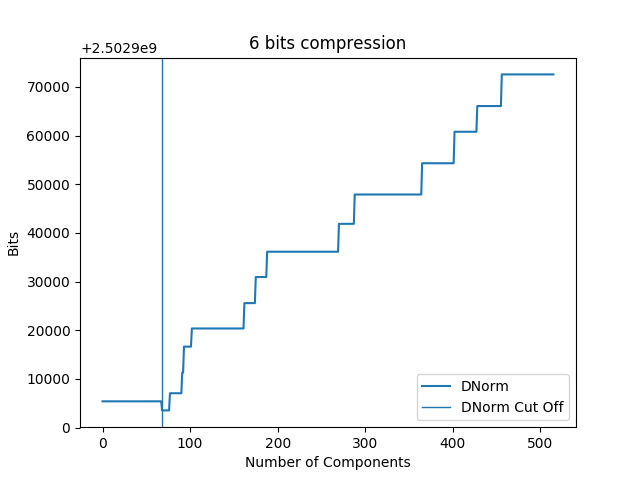 6 bits compression
+2.5029e9
70000
60000
50000
40000
30000
20000
10000
0
Bits
0 100 200 300 400 500
Number of Components
DNorm
DNorm Cut Off